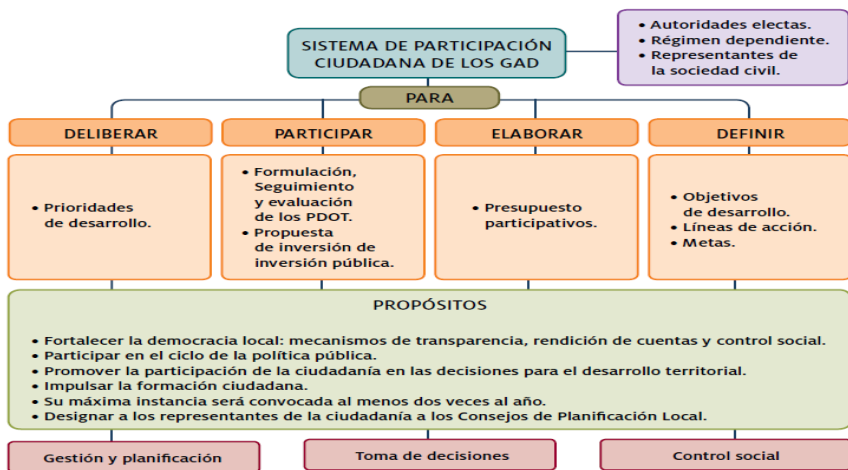 SISTEMA DE PARTICIPACIÓN
CIUDADANA DE LOS GAD
• Autoridades electas.
• Régimen dependiente.
• Representantes de
la sociedad civil.
PARA
DELIBERAR
PARTICIPAR
ELABORAR
DEFINIR
• Prioridades
de desarrollo.
• Formulación,
Seguimiento
y evaluación
de los PDOT.
• Propuesta
de inversión de
inversión pública.
• Presupuesto
participativos.
• Objetivos
de desarrollo.
• Líneas de acción.
• Metas.
PROPÓSITOS
• Fortalecer la democracia local: mecanismos de transparencia, rendición de cuentas y control social.
• Participar en el ciclo de la política pública.
• Promover la participación de la ciudadanía en las decisiones para el desarrollo territorial.
• Impulsar la formación ciudadana.
• Su máxima instancia será convocada al menos dos veces al año.
• Designar a los representantes de la ciudadanía a los Consejos de Planificación Local.
Gestión y planificación
Toma de decisiones
Control social